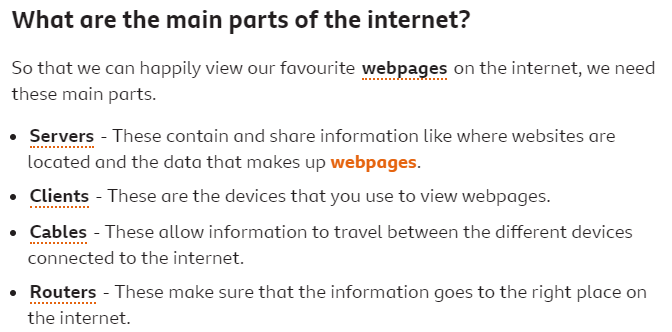 What are the main parts of the internet?
So that we can happily view our favourite webpages on the internet, we need
these main parts.
• Servers - These contain and share information like where websites are
located and the data that makes up webpages.
• Clients - These are the devices that you use to view webpages.
• Cables - These allow information to travel between the different devices
connected to the internet.
• Routers - These make sure that the information goes to the right place on
the internet.